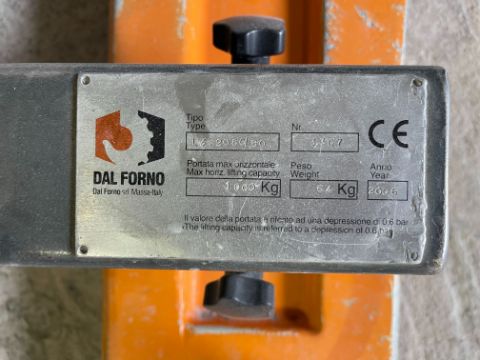 DAL FORNO
Dal Forno srl Massa-Italy
Tipo
Type
Nr.
CE
Portata max orizzontale
Max horiz. lifting capacity
Kg
Peso
Weight
64 Kg
Anno
Year
Il valore della portata è riferito ad una depressione di 0.6 bar
The lifting capacity is referred to a depression of 0.6 bar